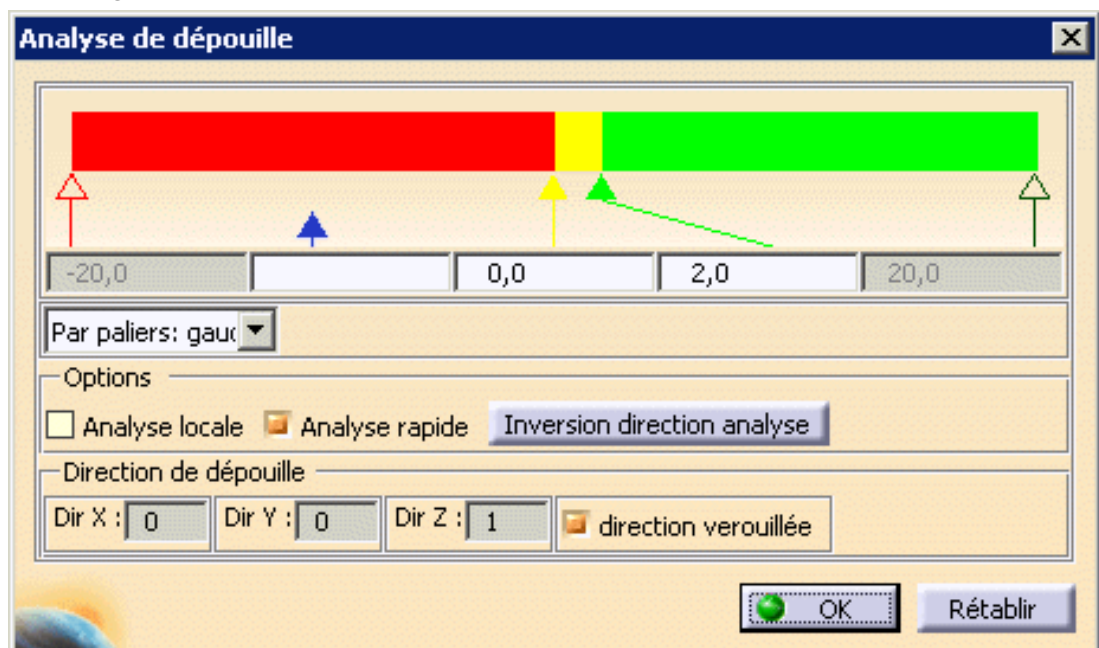 Analyse de dépouille
-20,0 0,0 2,0 20,0
Par paliers: gauc
Options
Analyse locale Analyse rapide Inversion direction analyse
Direction de dépouille
Dir X : 0 Dir Y : 0 Dir Z : 1 direction verouillée
OK Rétablir